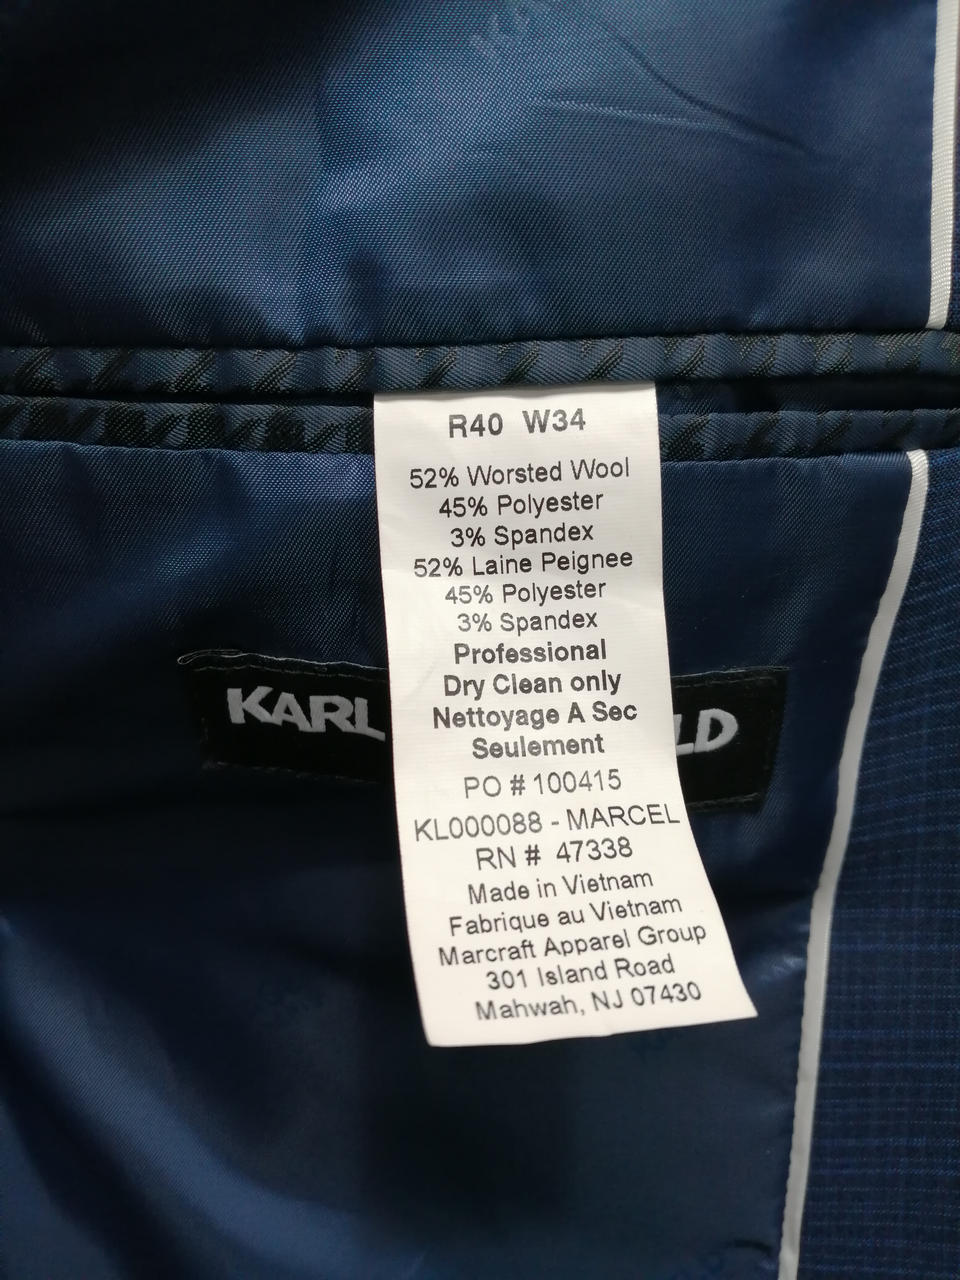 R40 W34
52% Worsted Wool
45% Polyester
3% Spandex
52% Laine Peignee
45% Polyester
3% Spandex
Professional
Dry Clean only
Nettoyage A Sec
Seulement
PO # 100415
KL000088 - MARCEL
RN # 47338
Made in Vietnam
Fabrique au Vietnam
Marcraft Apparel Group
301 Island Road
Mahwah, NJ 07430
KARL LD